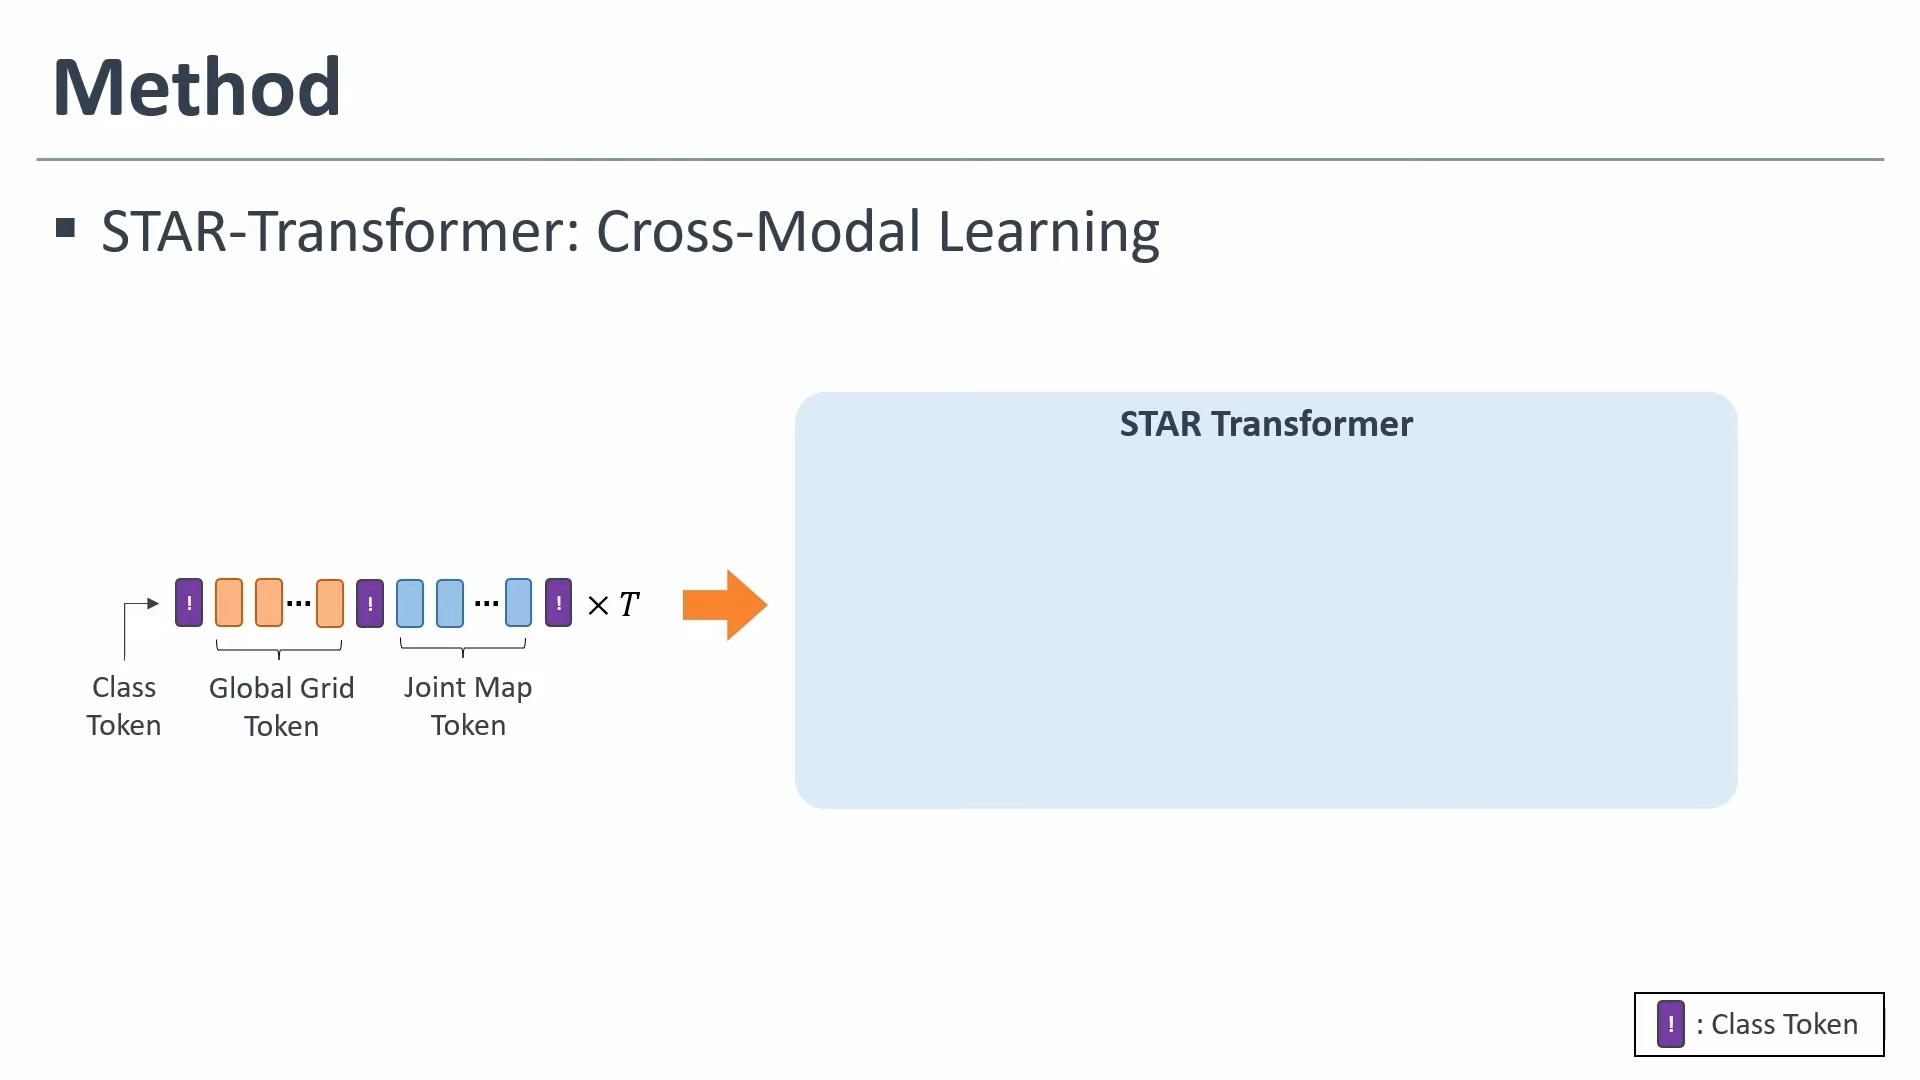 Method
▪ STAR-Transformer: Cross-Modal Learning
STAR Transformer
! ... ! ... ! × T
Class Token
Global Grid Token
Joint Map Token
! : Class Token